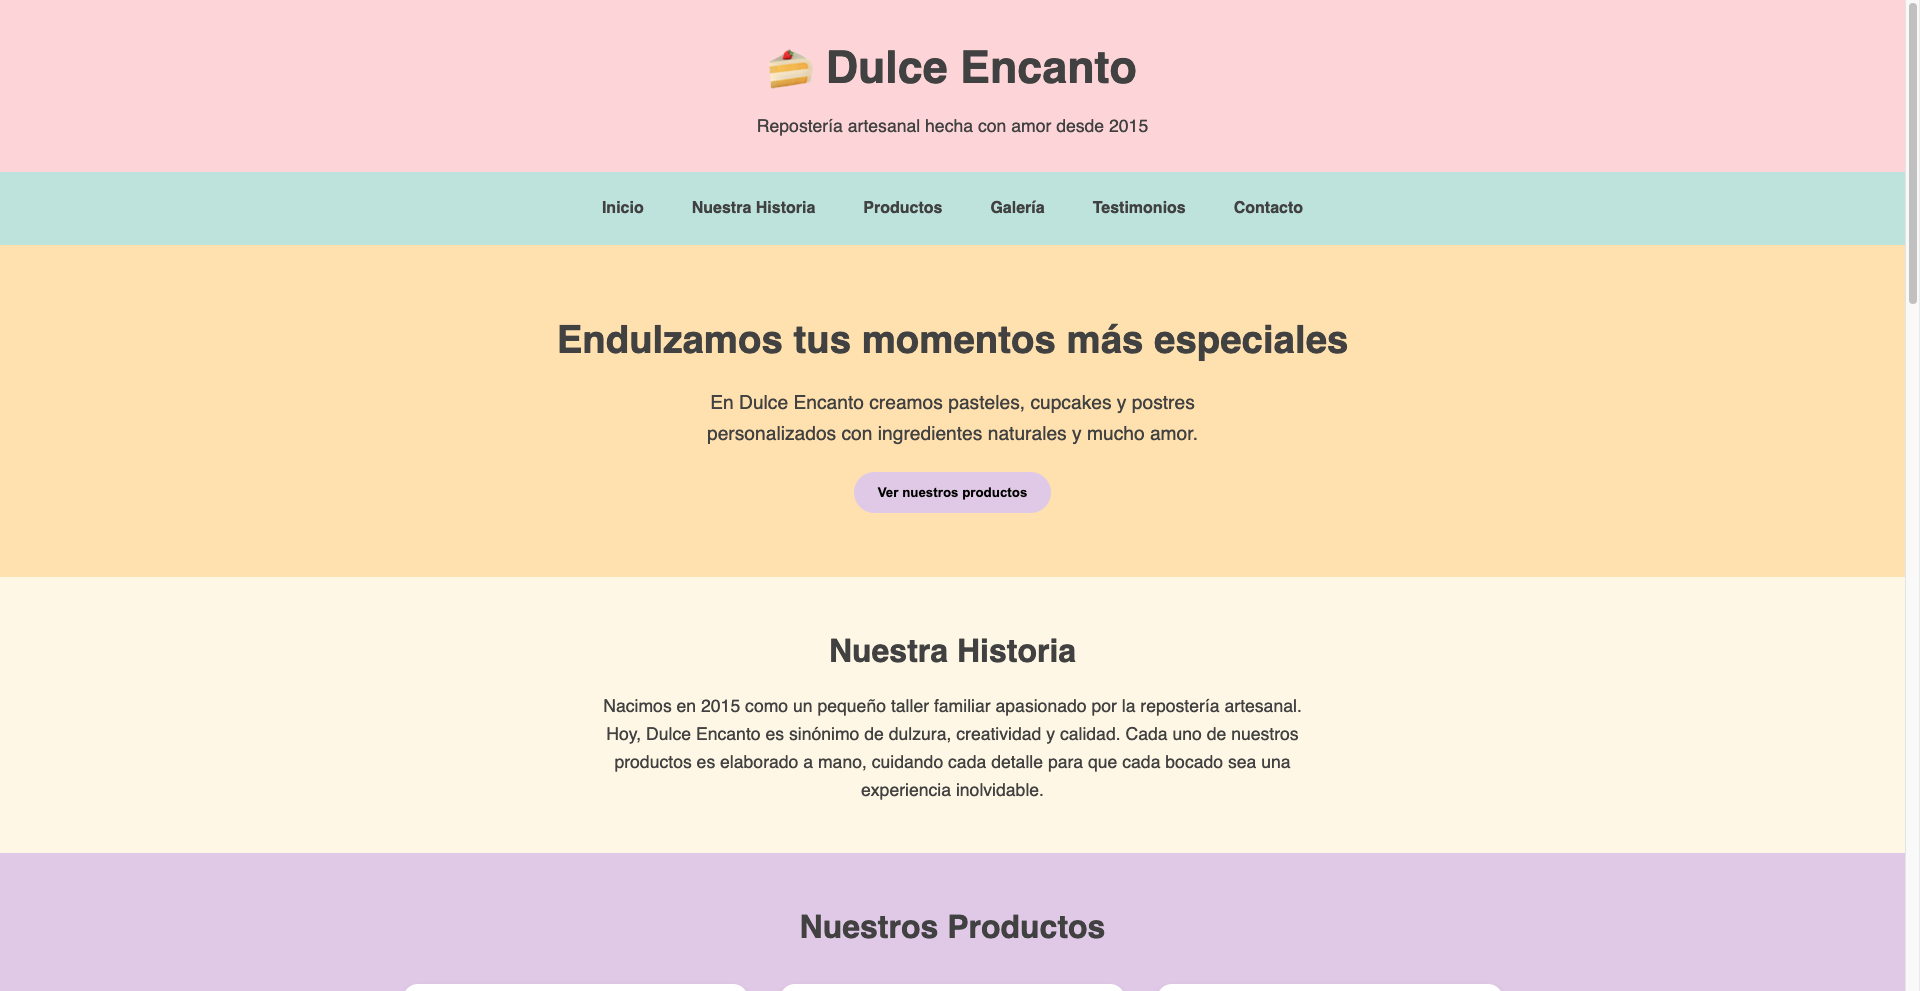 Dulce Encanto
Repostería artesanal hecha con amor desde 2015
Inicio Nuestra Historia Productos Galería Testimonios Contacto
Endulzamos tus momentos más especiales
En Dulce Encanto creamos pasteles, cupcakes y postres
personalizados con ingredientes naturales y mucho amor.
Ver nuestros productos
Nuestra Historia
Nacimos en 2015 como un pequeño taller familiar apasionado por la repostería artesanal.
Hoy, Dulce Encanto es sinónimo de dulzura, creatividad y calidad. Cada uno de nuestros
productos es elaborado a mano, cuidando cada detalle para que cada bocado sea una
experiencia inolvidable.
Nuestros Productos